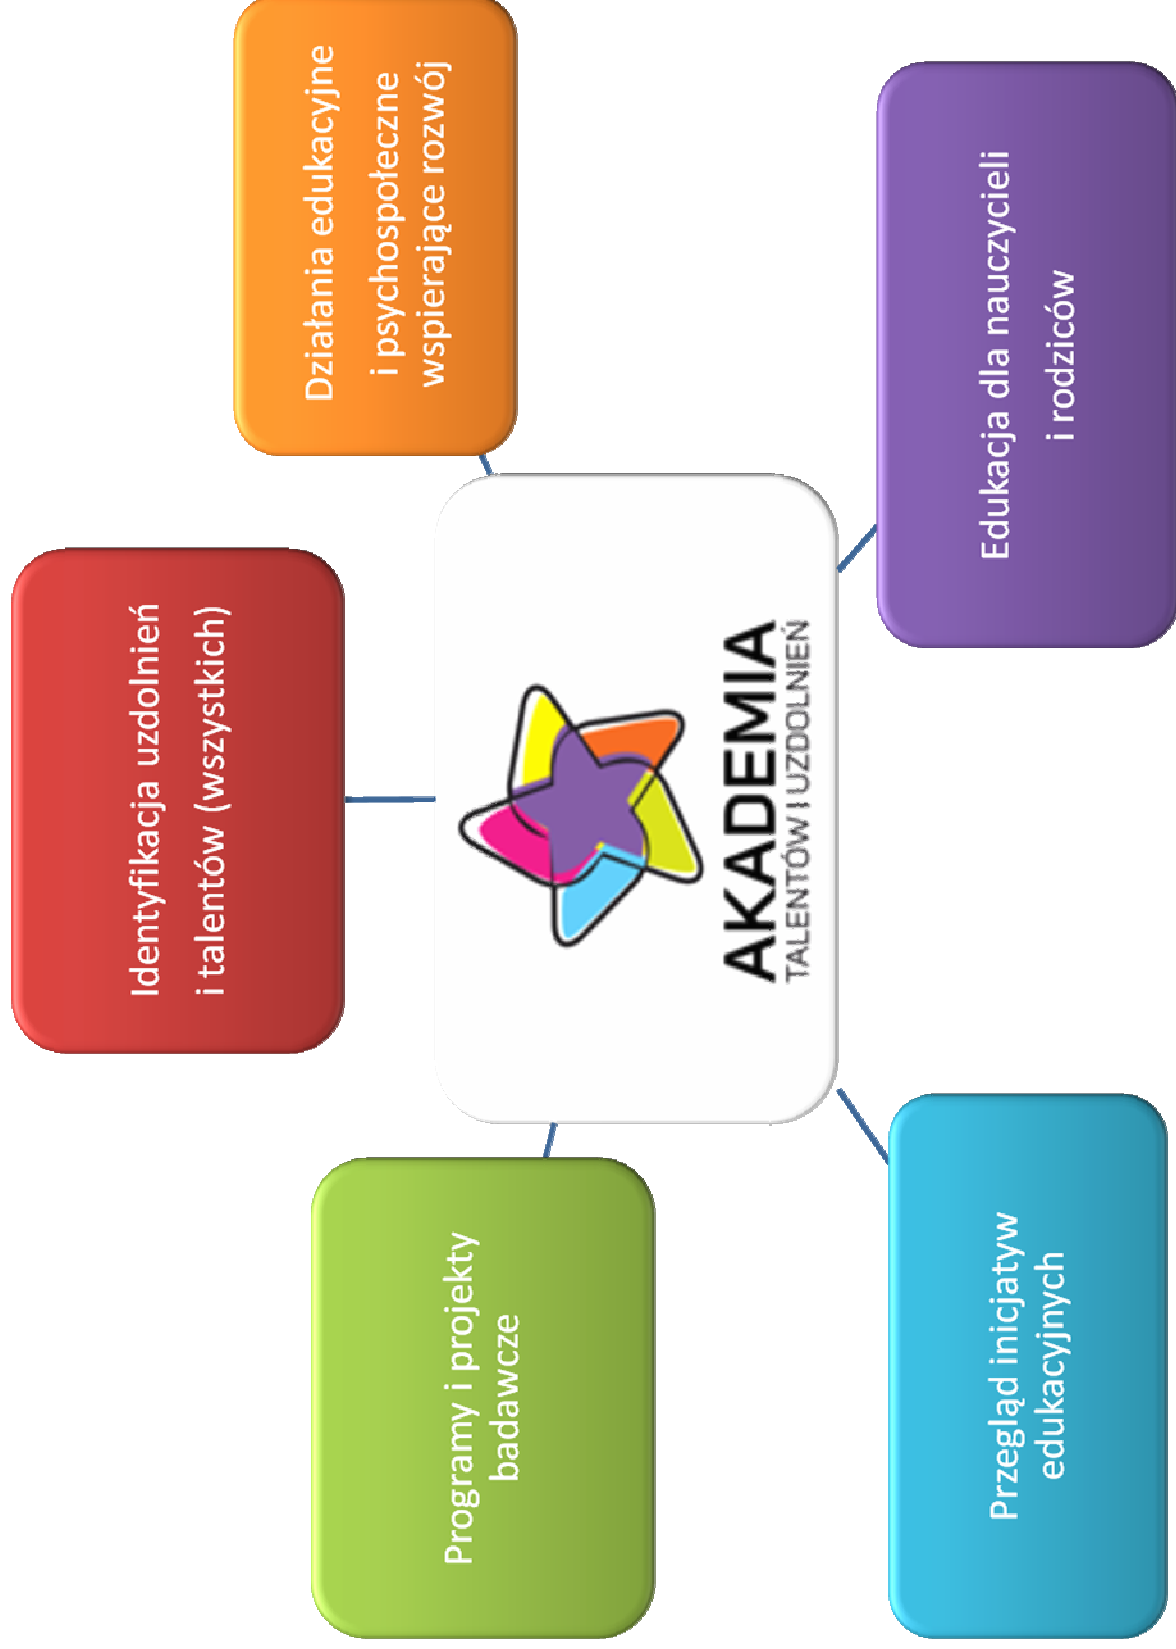 Identyfikacja uzdolnień
i talentów (wszystkich)
Działania edukacyjne
i psychospołeczne
wspierające rozwój
Edukacja dla nauczycieli
i rodziców
Przegląd inicjatyw
edukacyjnych
Programy i projekty
badawcze
AKADEMIA
TALENTÓW I UZDOLNIEŃ